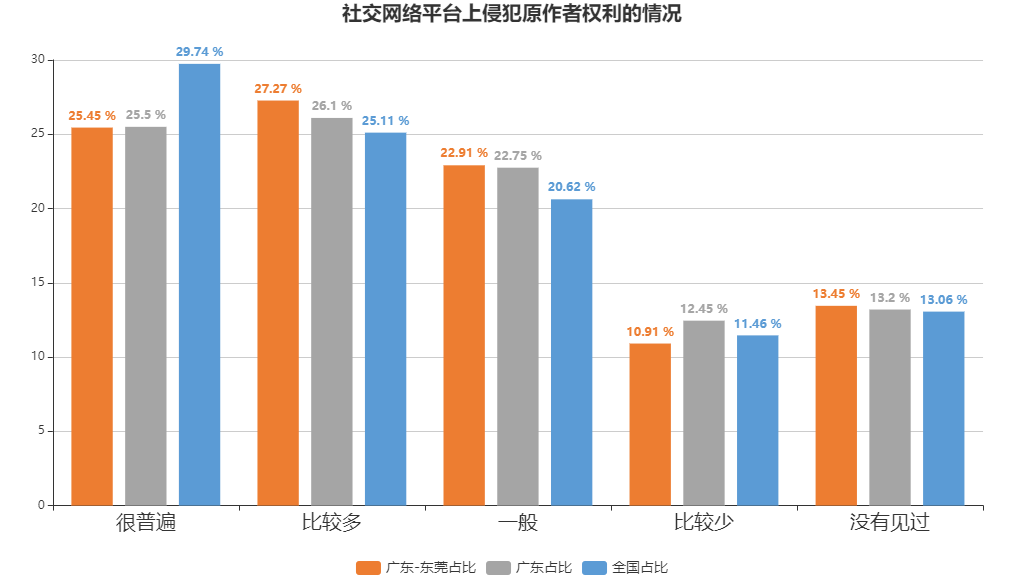 社交网络平台上侵犯原作者权利的情况
30
25
20
15
10
5
0
25.45 %
25.5 %
29.74 %
27.27 %
26.1 %
25.11 %
22.91 %
22.75 %
20.62 %
10.91 %
12.45 %
11.46 %
13.45 %
13.2 %
13.06 %
很普遍
比较多
一般
比较少
没有见过
广东-东莞占比
广东占比
全国占比